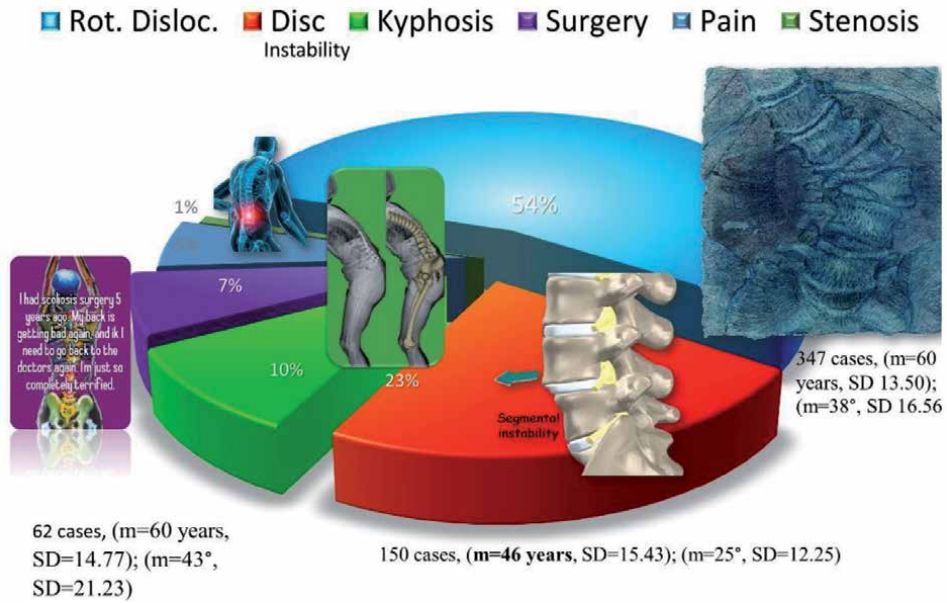 Rot. Disloc. Disc Kyphosis Surgery Pain Stenosis
Instability
54%
1%
7%
10%
23%
I had scoliosis surgery 5
years ago. My back is
getting bad again, and ik I
need to go back to the
doctors again. I'm just so
completely terrified.
Segmental
instability
347 cases, (m=60
years, SD 13.50);
(m=38°, SD 16.56
62 cases, (m=60 years,
SD=14.77); (m=43°,
SD=21.23)
150 cases, (m=46 years, SD=15.43); (m=25°, SD=12.25)